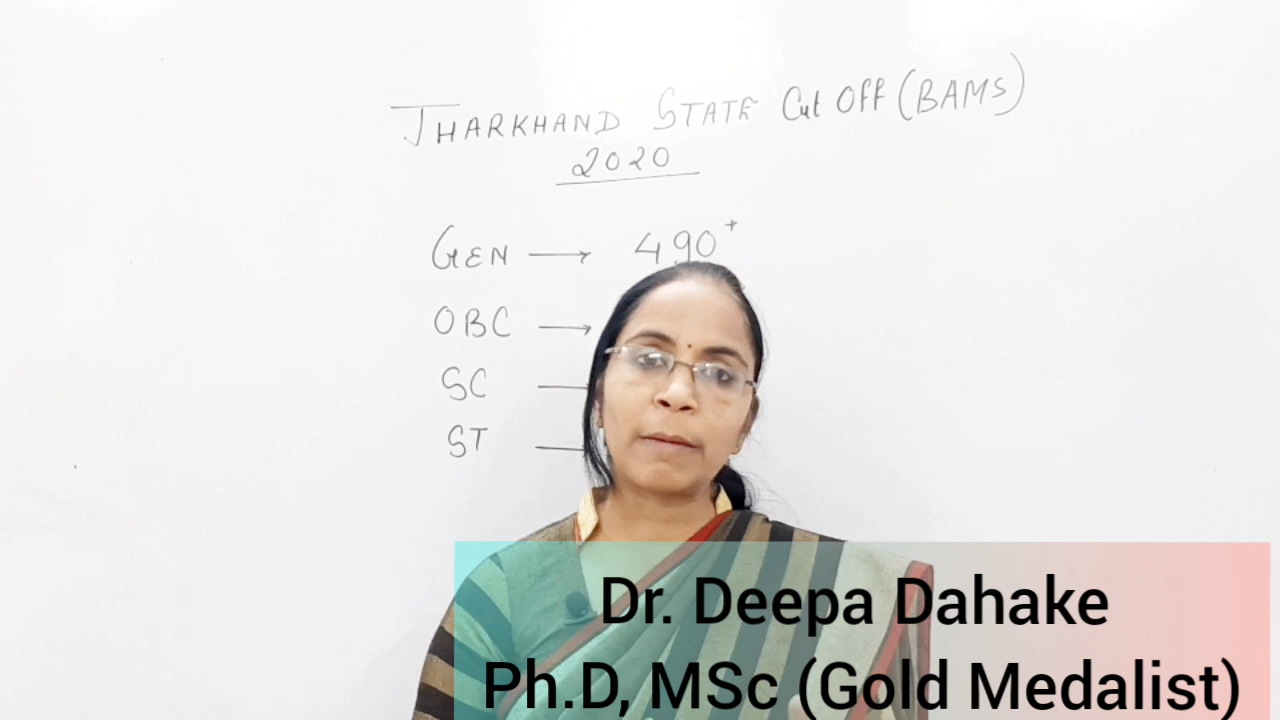 JHARKHAND STATE Cut Off (BAMS)
2020
GEN → 490+
OBC →
SC —
ST —
Dr. Deepa Dahake
Ph.D, MSc (Gold Medalist)